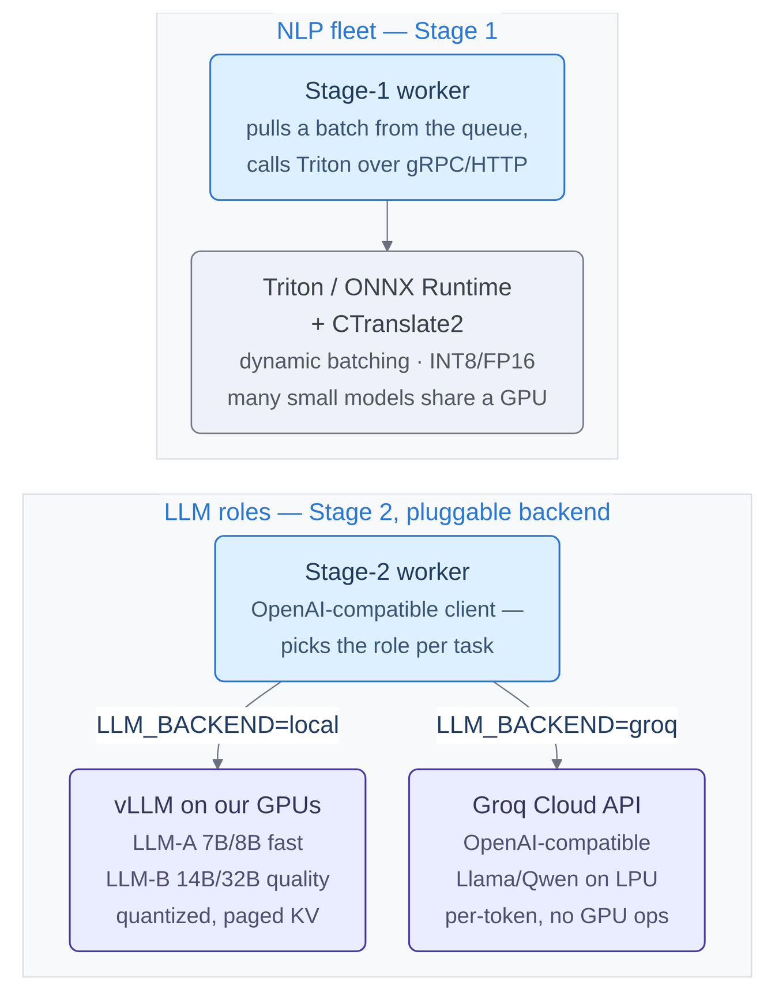 NLP fleet — Stage 1
Stage-1 worker
pulls a batch from the queue,
calls Triton over gRPC/HTTP
Triton / ONNX Runtime
+ CTranslate2
dynamic batching · INT8/FP16
many small models share a GPU
LLM roles — Stage 2, pluggable backend
Stage-2 worker
OpenAI-compatible client —
picks the role per task
LLM_BACKEND=local
LLM_BACKEND=groq
vLLM on our GPUs
LLM-A 7B/8B fast
LLM-B 14B/32B quality
quantized, paged KV
Groq Cloud API
OpenAI-compatible
Llama/Qwen on LPU
per-token, no GPU ops